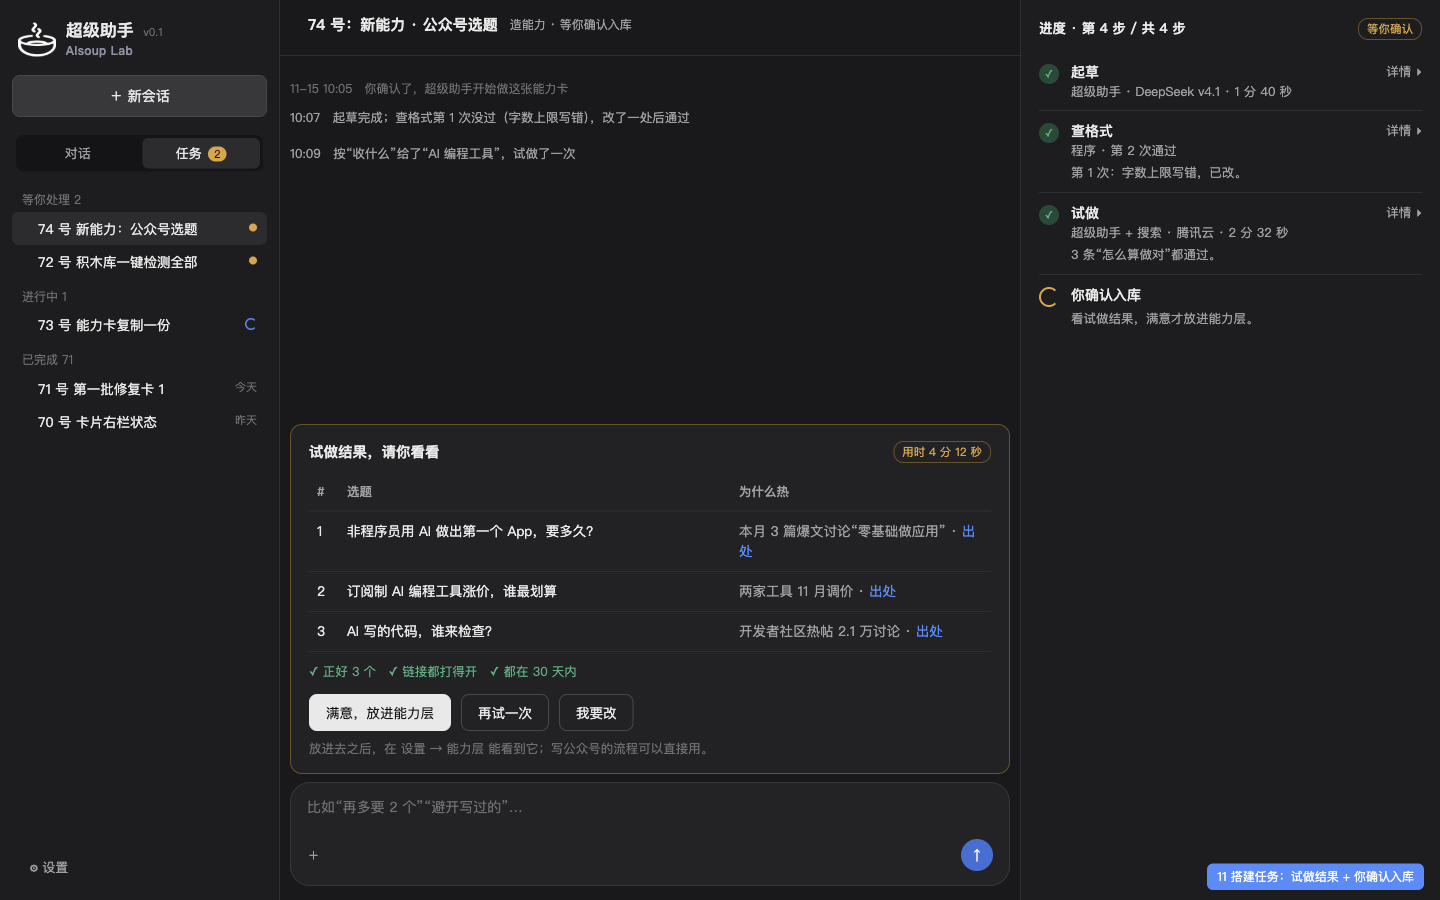 超级助手 v0.1
AIsoup Lab
+ 新会话
对话 任务 2
等你处理 2
74 号 新能力：公众号选题
72 号 积木库一键检测全部
进行中 1
73 号 能力卡复制一份
已完成 71
71 号 第一批修复卡 1 今天
70 号 卡片右栏状态 昨天
设置
74 号：新能力 · 公众号选题 造能力 · 等你确认入库
11-15 10:05 你确认了，超级助手开始做这张能力卡
10:07 起草完成；查格式第 1 次没过（字数上限写错），改了一处后通过
10:09 按“收什么”给了“AI 编程工具”，试做了一次
试做结果，请你看看 用时 4 分 12 秒
# 选题 为什么热
1 非程序员用 AI 做出第一个 App，要多久？ 本月 3 篇爆文讨论“零基础做应用” · 出
处
2 订阅制 AI 编程工具涨价，谁最划算 两家工具 11 月调价 · 出处
3 AI 写的代码，谁来检查？ 开发者社区热帖 2.1 万讨论 · 出处
✓ 正好 3 个 ✓ 链接都打得开 ✓ 都在 30 天内
满意，放进能力层 再试一次 我要改
放进去之后，在 设置 → 能力层 能看到它；写公众号的流程可以直接用。
比如“再多要 2 个”“避开写过的”…
+ ↑
进度 · 第 4 步 / 共 4 步 等你确认
✓ 起草 详情
超级助手 · DeepSeek v4.1 · 1 分 40 秒
✓ 查格式 详情
程序 · 第 2 次通过
第 1 次：字数上限写错，已改。
✓ 试做 详情
超级助手 + 搜索 · 腾讯云 · 2 分 32 秒
3 条“怎么算做对”都通过。
你确认入库
看试做结果，满意才放进能力层。
11 搭建任务：试做结果 + 你确认入库